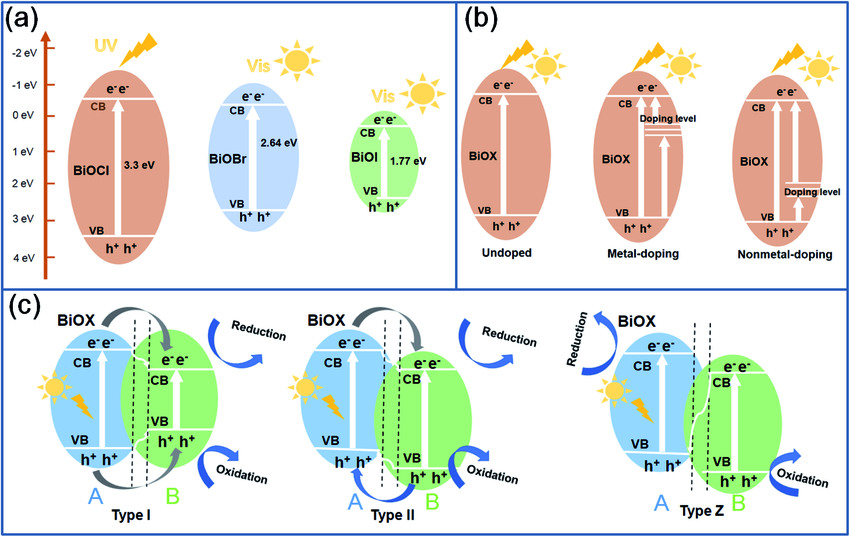 (a)
UV
-2 eV
-1 eV
0 eV
1 eV
2 eV
3 eV
4 eV
e⁻e⁻
CB
BiOCl
3.3 eV
VB
h⁺ h⁺
Vis
e⁻e⁻
CB
BiOBr
2.64 eV
VB
h⁺ h⁺
Vis
e⁻ e⁻
CB
BiOI
1.77 eV
VB
h⁺ h⁺
(b)
e⁻e⁻
CB
BiOX
VB
h⁺ h⁺
Undoped
e⁻e⁻
CB
Doping level
BiOX
VB
h⁺ h⁺
Metal-doping
e⁻e⁻
CB
BiOX
Doping level
VB
h⁺ h⁺
Nonmetal-doping
(c)
BiOX
e⁻e⁻
CB
VB
h⁺ h⁺
A
e⁻ e⁻
CB
VB
h⁺ h⁺
B
Reduction
Oxidation
Type I
BiOX
e⁻e⁻
CB
VB
h⁺ h⁺
A
e⁻ e⁻
CB
VB
h⁺ h⁺
B
Reduction
Oxidation
Type II
Reduction
BiOX
e⁻e⁻
CB
VB
h⁺ h⁺
A
e⁻ e⁻
CB
VB
h⁺ h⁺
B
Oxidation
Type Z